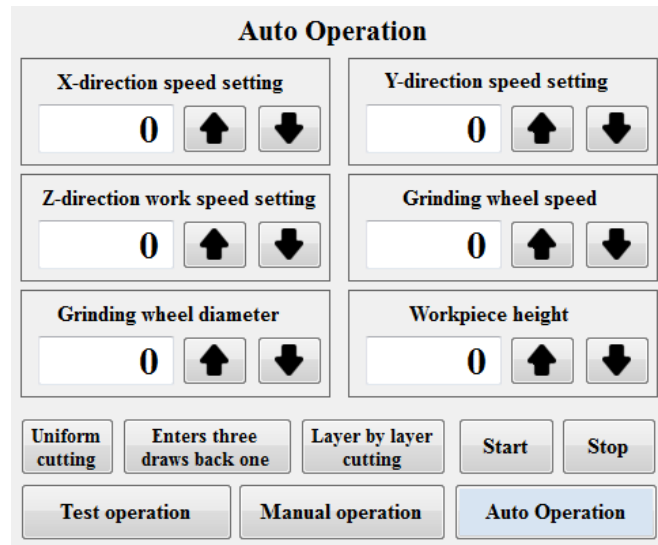 Auto Operation
X-direction speed setting
0
Y-direction speed setting
0
Z-direction work speed setting
0
Grinding wheel speed
0
Grinding wheel diameter
0
Workpiece height
0
Uniform
cutting
Enters three
draws back one
Layer by layer
cutting
Start
Stop
Test operation
Manual operation
Auto Operation